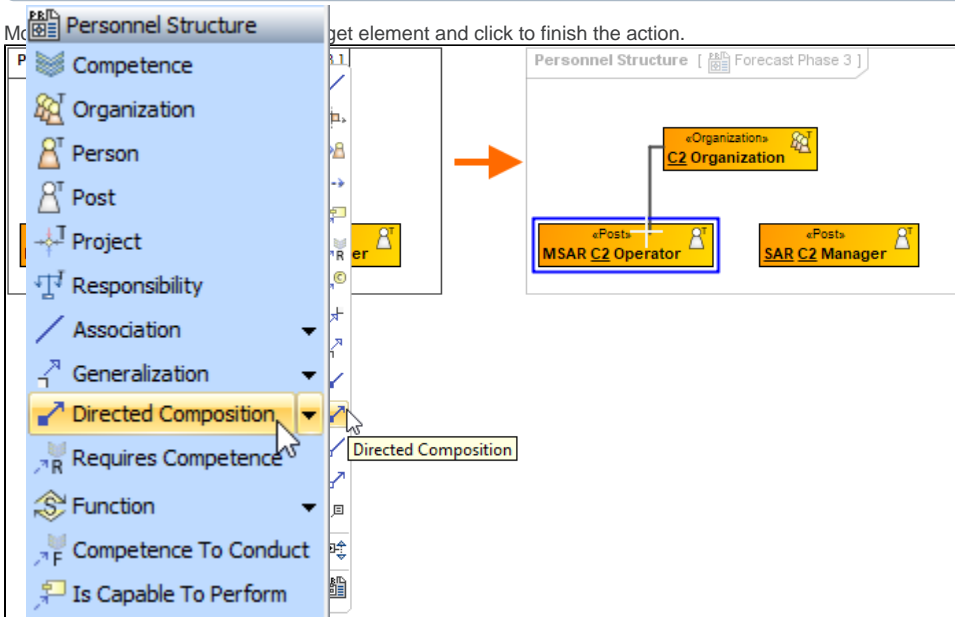 Personnel Structure
get element and click to finish the action.
Competence
Organization
Person
Post
Project
Responsibility
Association
Generalization
Directed Composition
Requires Competence
Function
Competence To Conduct
Is Capable To Perform
er
Directed Composition
Personnel Structure [ Forecast Phase 3 ]
«Organization»
C2 Organization
«Post»
MSAR C2 Operator
«Post»
SAR C2 Manager